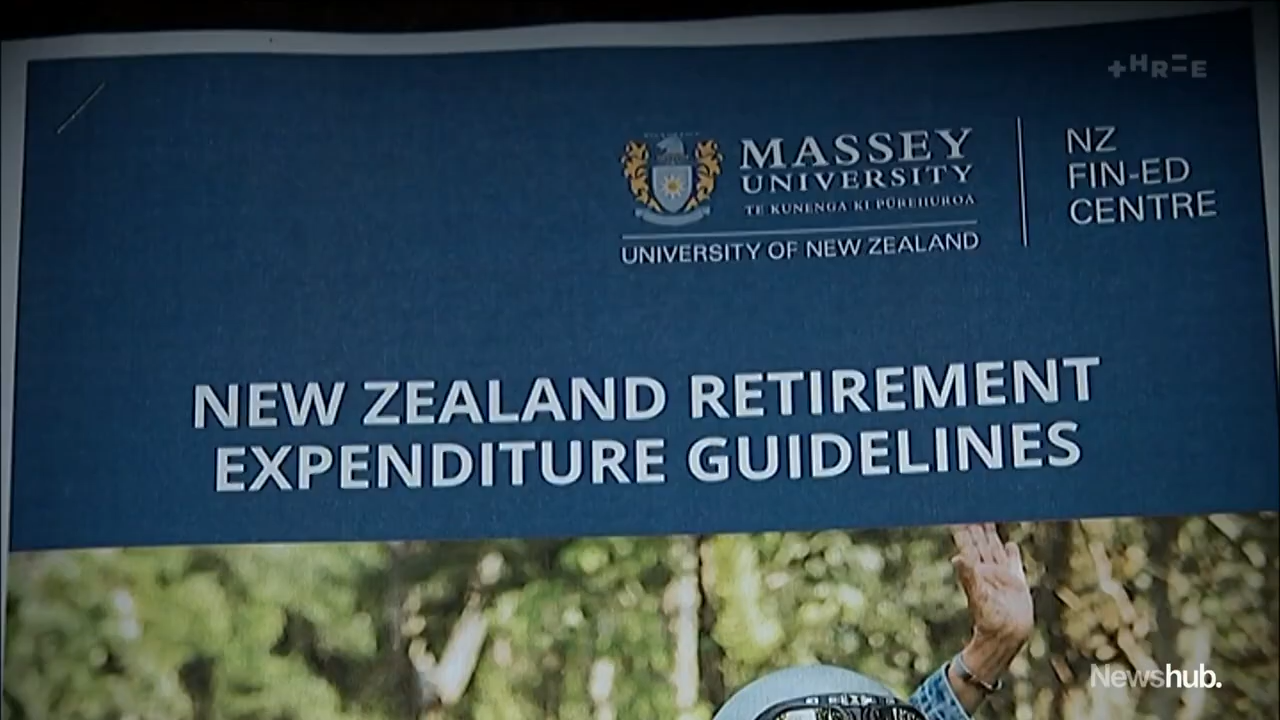 +HR=E
MASSEY
UNIVERSITY
TE KUNENGA KI PŪREHUROA
UNIVERSITY OF NEW ZEALAND
NZ
FIN-ED
CENTRE
NEW ZEALAND RETIREMENT
EXPENDITURE GUIDELINES
Newshub.